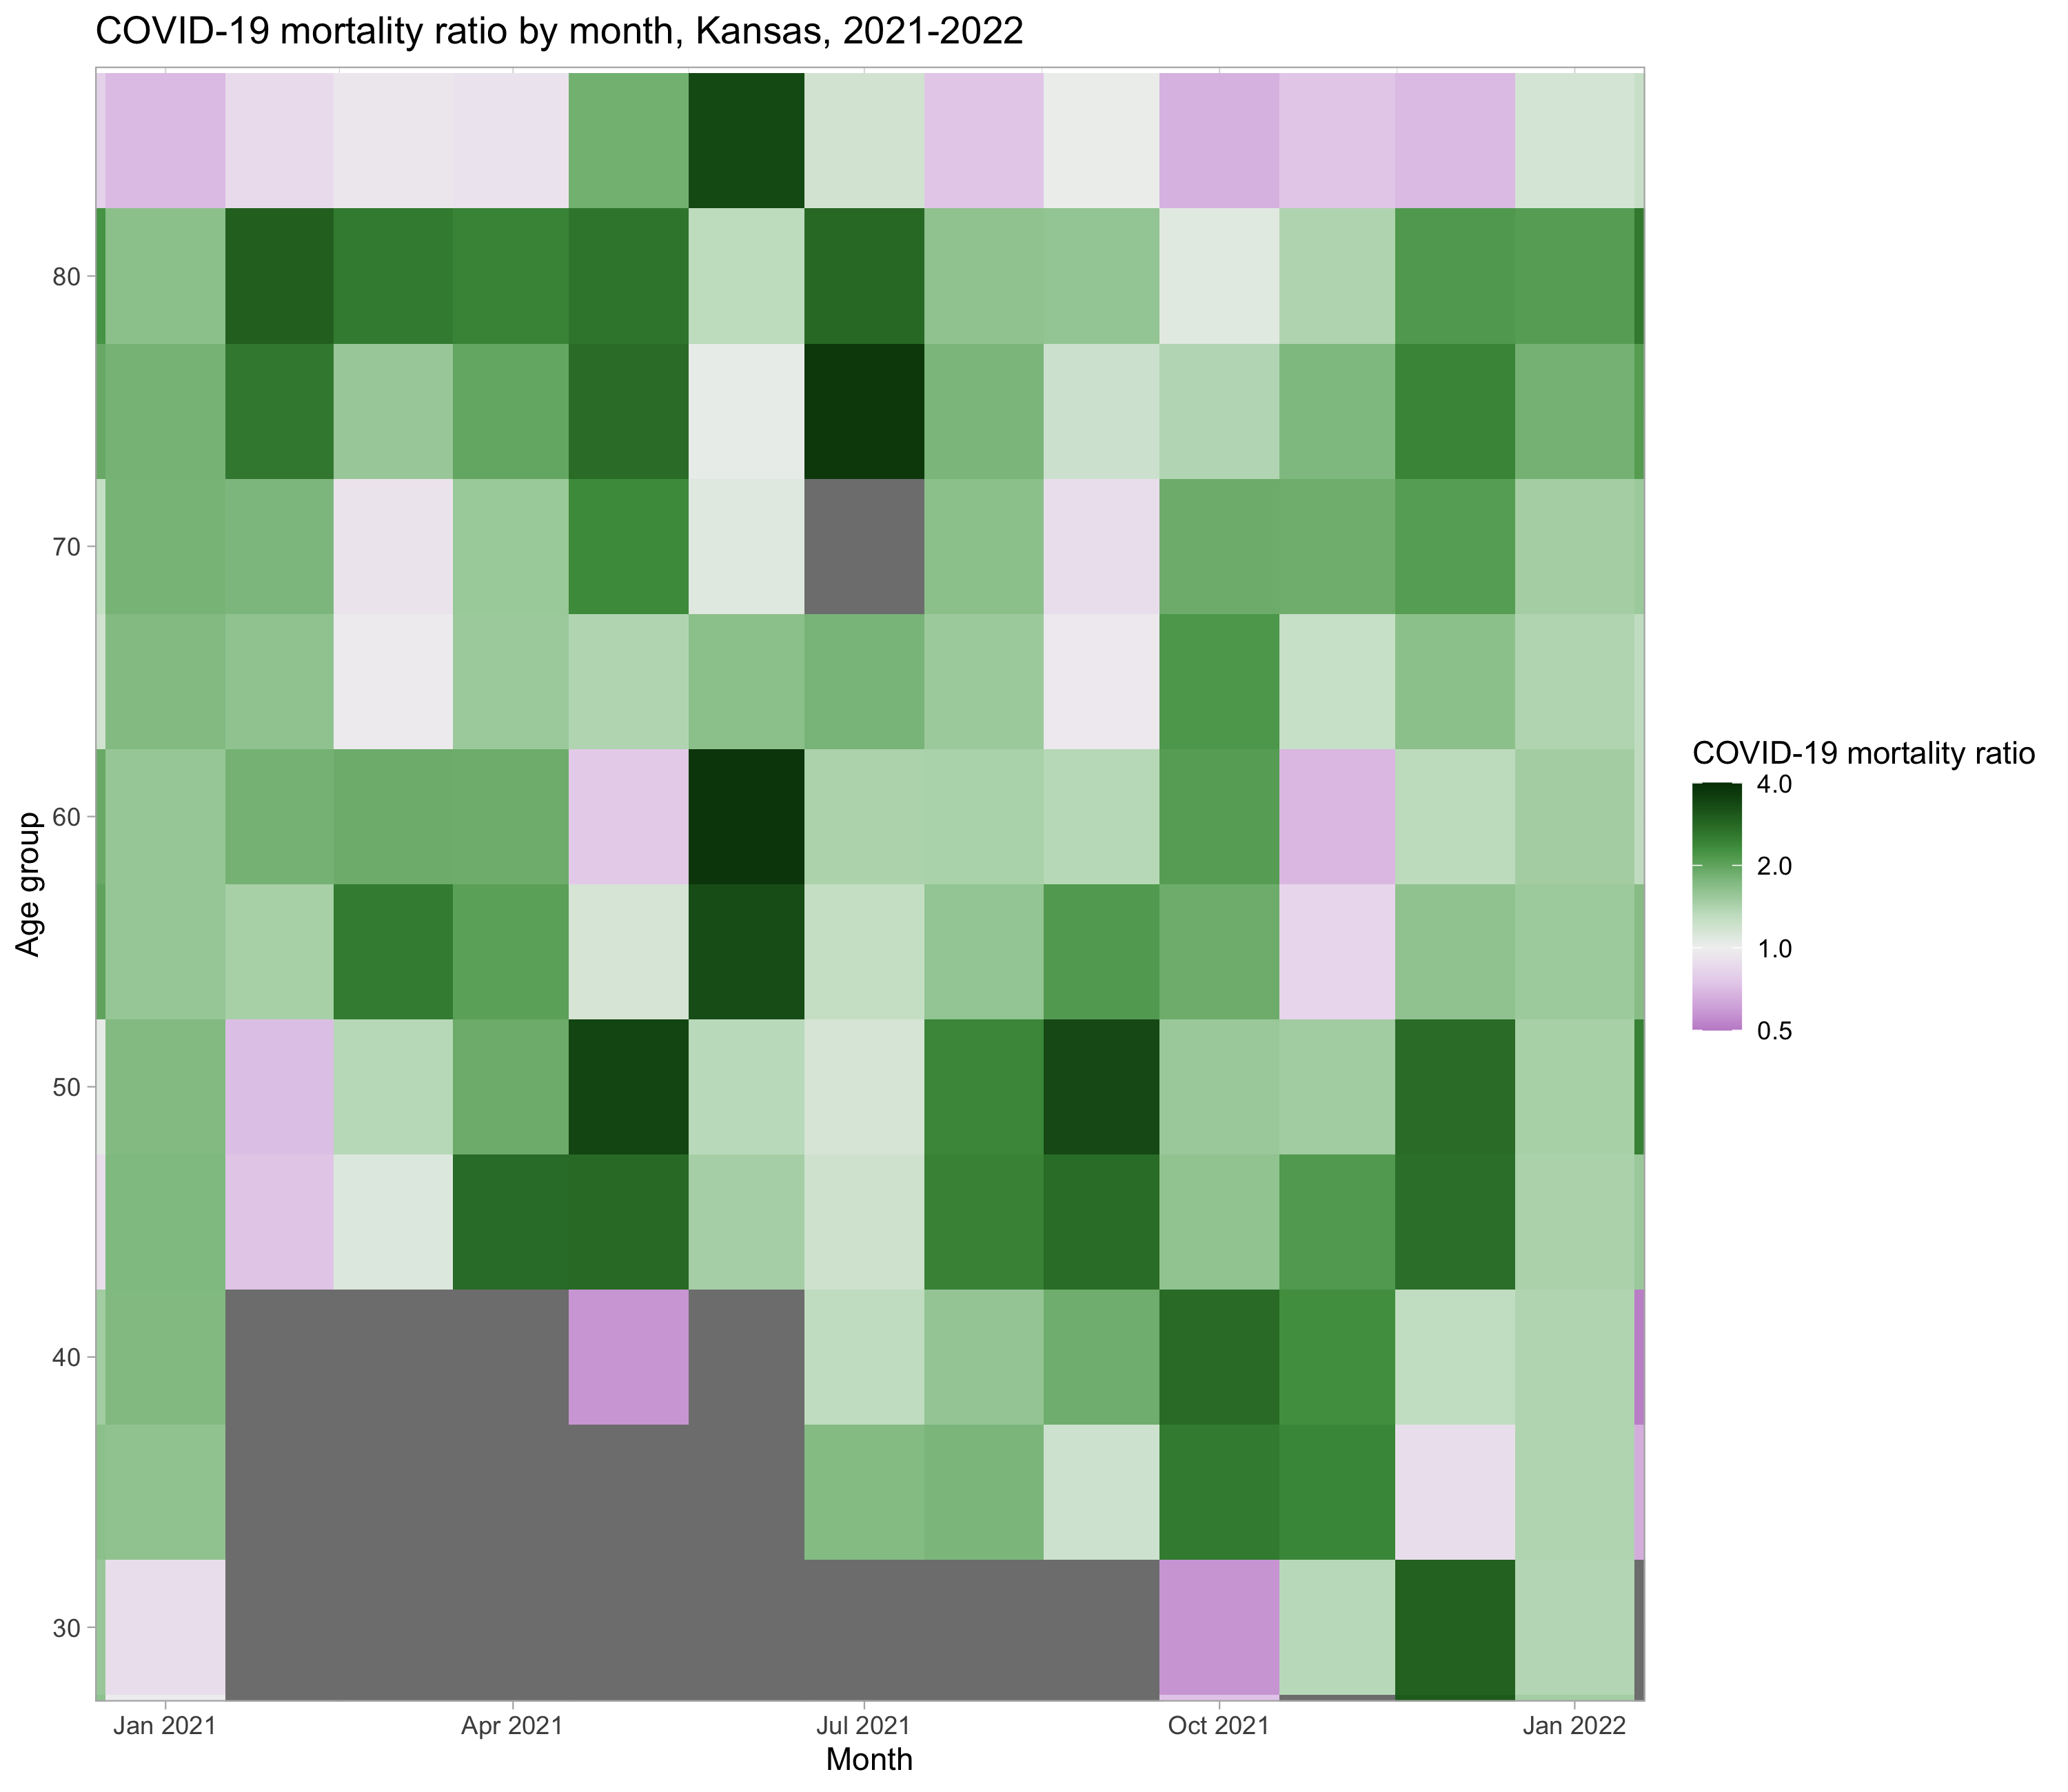 COVID-19 mortality ratio by month, Kansas, 2021-2022
80
70
60
50
40
30
Age group
Jan 2021
Apr 2021
Jul 2021
Oct 2021
Jan 2022
Month
COVID-19 mortality ratio
4.0
2.0
1.0
0.5